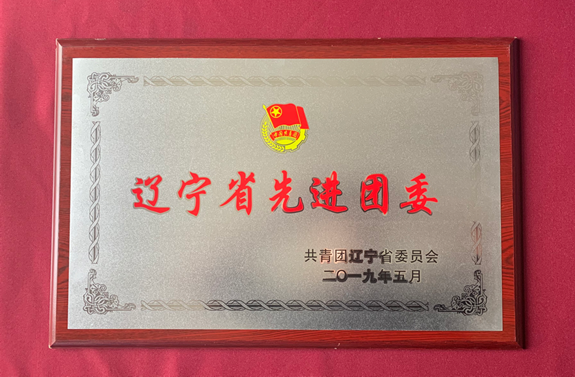 辽宁省先进团委
共青团辽宁省委员会
二〇一九年五月